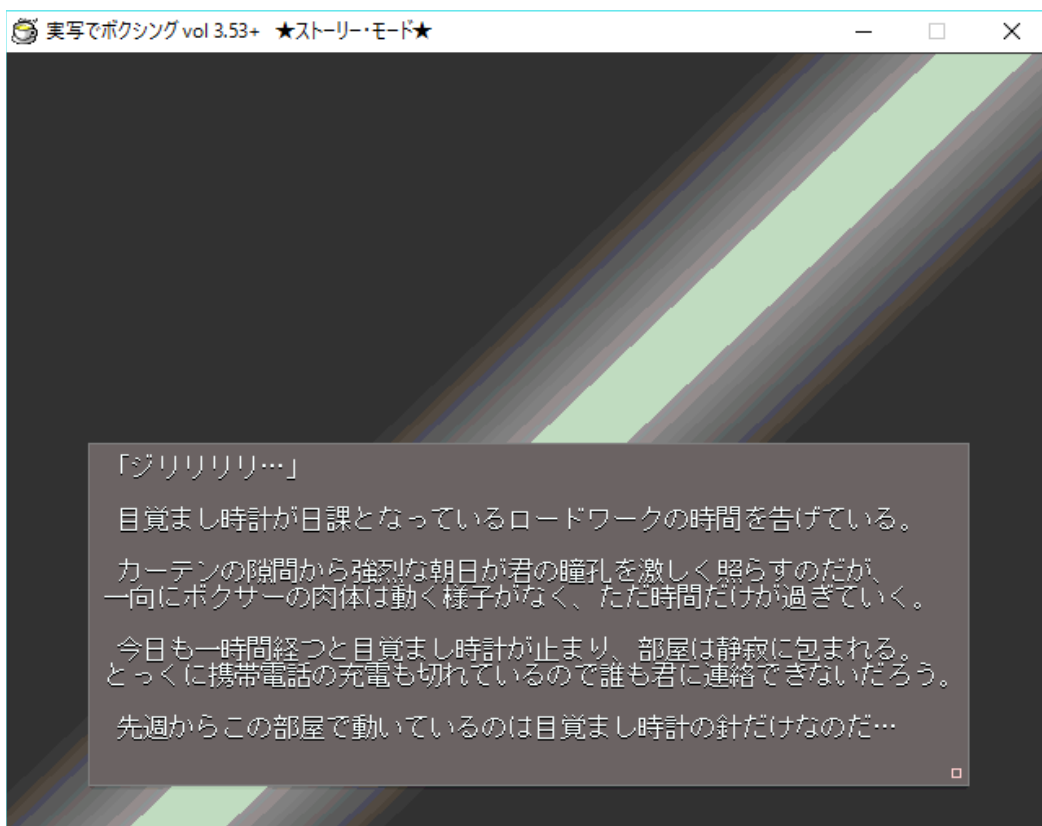 実写でボクシング vol 3.53+ ★ストーリー・モード★
「ジリリリリ…」
目覚まし時計が日課となっているロードワークの時間を告げている。
カーテンの隙間から強烈な朝日が君の瞳孔を激しく照らすのだが、
一向にボクサーの肉体は動く様子がなく、ただ時間だけが過ぎていく。
今日も一時間経つと目覚まし時計が止まり、部屋は静寂に包まれる。
とっくに携帯電話の充電も切れているので誰も君に連絡できないだろう。
先週からこの部屋で動いているのは目覚まし時計の針だけなのだ…